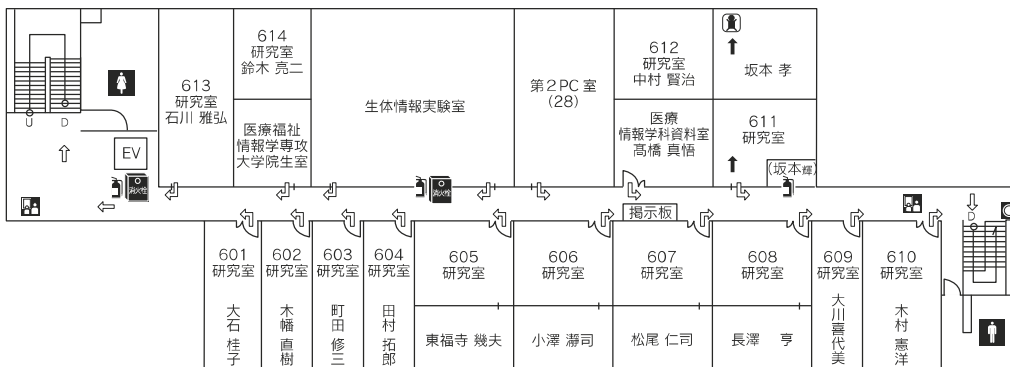 613
研究室
石川 雅弘
614
研究室
鈴木 亮二
医療福祉
情報学専攻
大学院生室
生体情報実験室
第2PC室
(28)
612
研究室
中村 賢治
医療
情報学科資料室
髙橋 真悟
坂本 孝
611
研究室
(坂本輝)
U
D
EV
消火栓
消火栓
掲示板
D
601
研究室
大石 桂子
602
研究室
木幡 直樹
603
研究室
町田 修三
604
研究室
田村 拓郎
605
研究室
東福寺 幾夫
606
研究室
小澤 瀞司
607
研究室
松尾 仁司
608
研究室
長澤 亨
609
研究室
大川喜代美
610
研究室
木村 憲洋